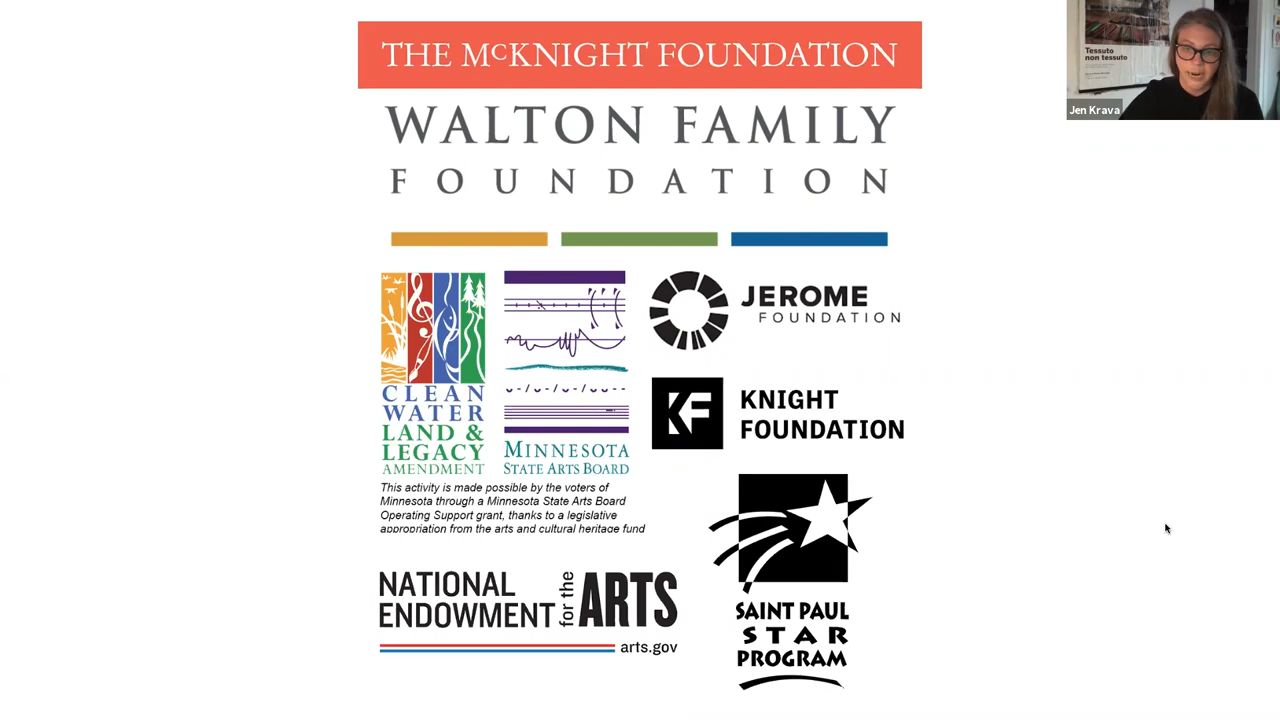 THE McKNIGHT FOUNDATION
WALTON FAMILY
FOUNDATION
CLEAN
WATER
LAND &
LEGACY
AMENDMENT
MINNESOTA
STATE ARTS BOARD
This activity is made possible by the voters of
Minnesota through a Minnesota State Arts Board
Operating Support grant, thanks to a legislative
appropriation from the arts and cultural heritage fund
JEROME
FOUNDATION
KF
KNIGHT
FOUNDATION
NATIONAL
ENDOWMENT
for the
ARTS
arts.gov
SAINT PAUL
STAR
PROGRAM
Tessuto
non tessuto
Jen Krava